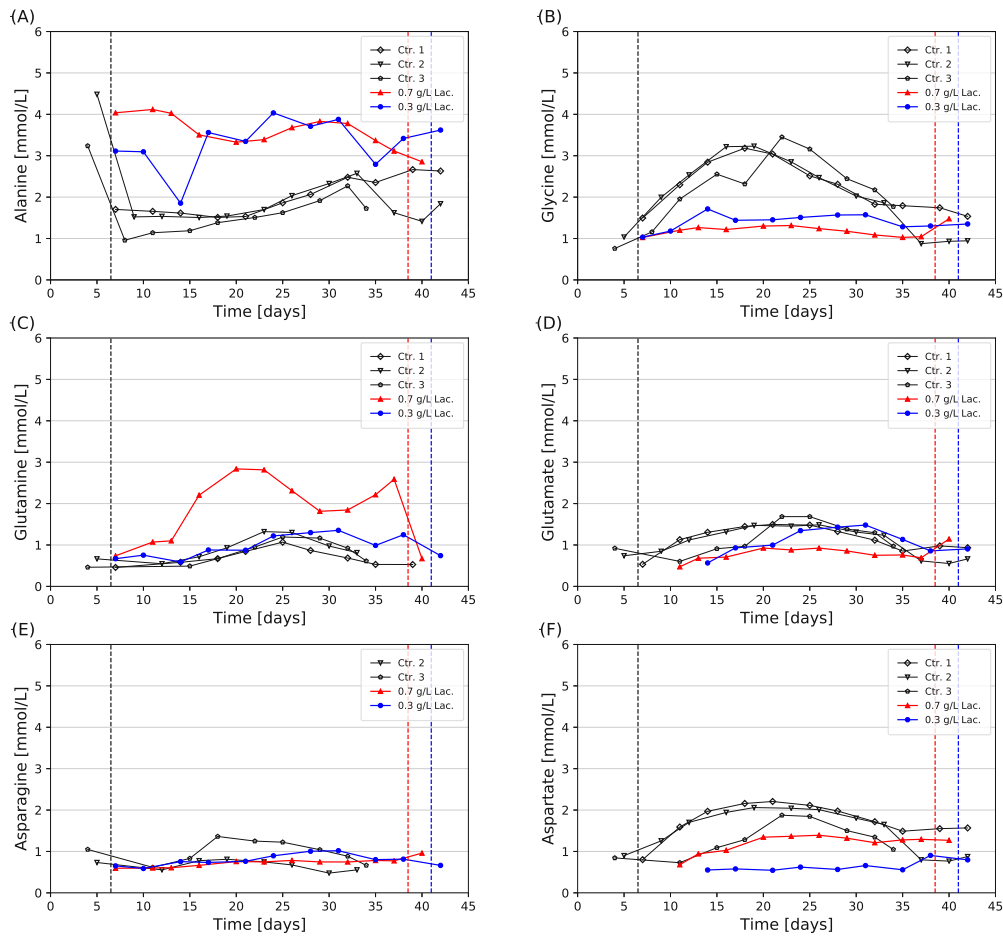 (A)
6
5
4
3
2
1
0
Alanine [mmol/L]
Ctr. 1
Ctr. 2
Ctr. 3
0.7 g/L Lac.
0.3 g/L Lac.
0 5 10 15 20 25 30 35 40 45
Time [days]
(B)
6
5
4
3
2
1
0
Glycine [mmol/L]
Ctr. 1
Ctr. 2
Ctr. 3
0.7 g/L Lac.
0.3 g/L Lac.
0 5 10 15 20 25 30 35 40 45
Time [days]
(C)
6
5
4
3
2
1
0
Glutamine [mmol/L]
Ctr. 1
Ctr. 2
Ctr. 3
0.7 g/L Lac.
0.3 g/L Lac.
0 5 10 15 20 25 30 35 40 45
Time [days]
(D)
6
5
4
3
2
1
0
Glutamate [mmol/L]
Ctr. 1
Ctr. 2
Ctr. 3
0.7 g/L Lac.
0.3 g/L Lac.
0 5 10 15 20 25 30 35 40 45
Time [days]
(E)
6
5
4
3
2
1
0
Asparagine [mmol/L]
Ctr. 2
Ctr. 3
0.7 g/L Lac.
0.3 g/L Lac.
0 5 10 15 20 25 30 35 40 45
Time [days]
(F)
6
5
4
3
2
1
0
Aspartate [mmol/L]
Ctr. 1
Ctr. 2
Ctr. 3
0.7 g/L Lac.
0.3 g/L Lac.
0 5 10 15 20 25 30 35 40 45
Time [days]